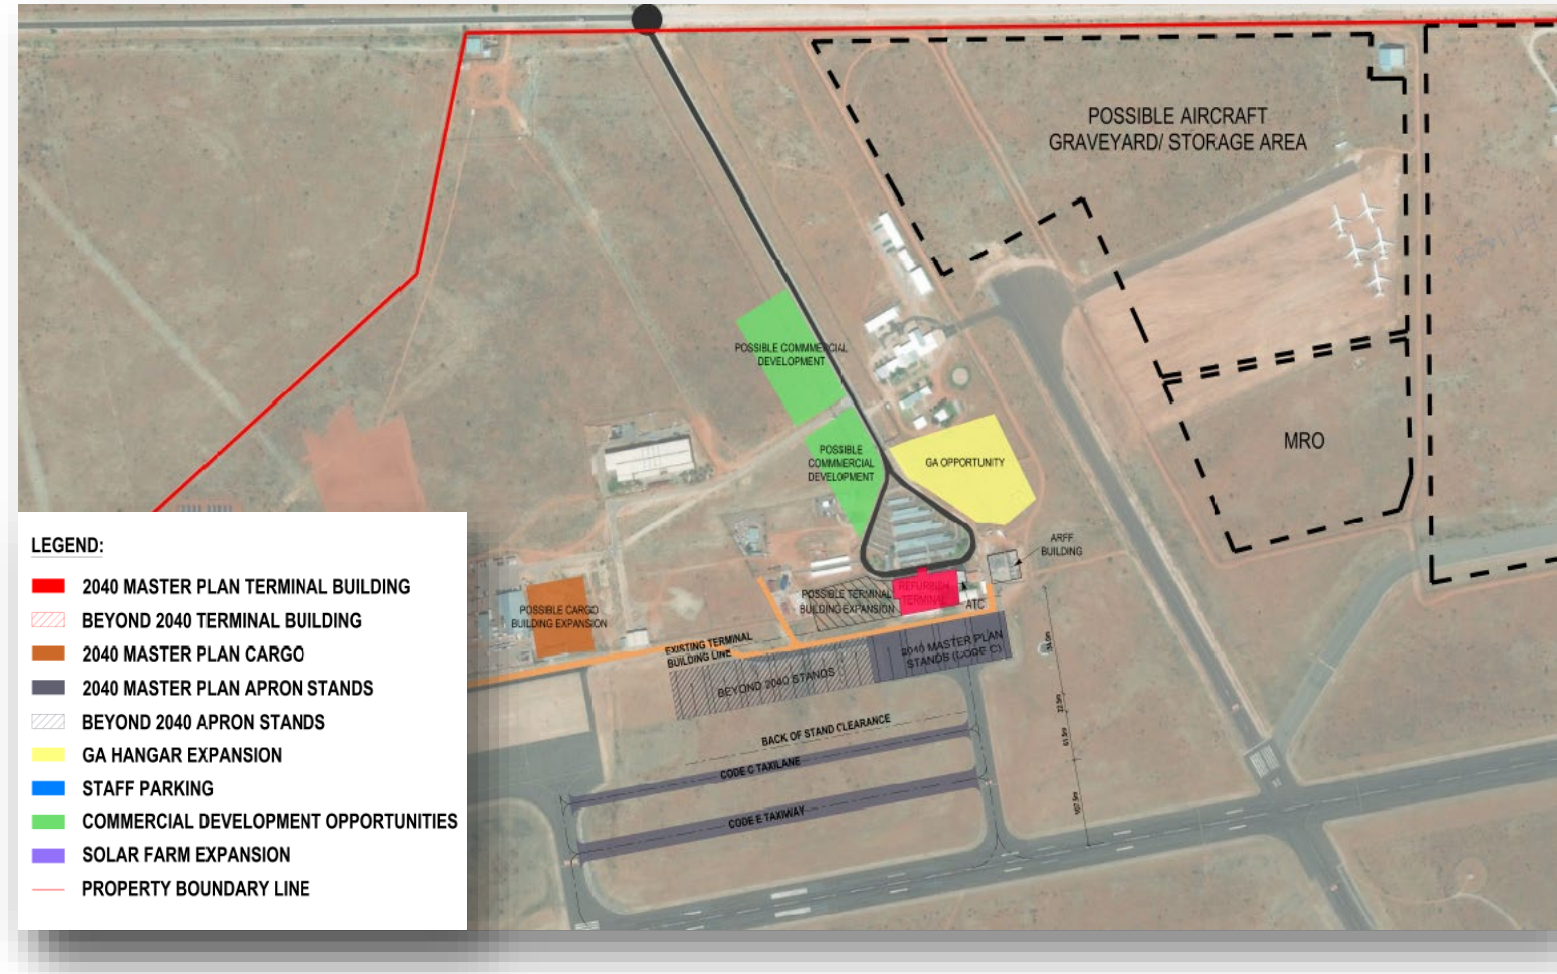 POSSIBLE AIRCRAFT
GRAVEYARD/ STORAGE AREA
POSSIBLE COMMMERCIAL
DEVELOPMENT
MRO
POSSIBLE
COMMMERCIAL
DEVELOPMENT
GA OPPORTUNITY
ARFF
BUILDING
REFURBISH
TERMINAL
ATC
POSSIBLE TERMINAL
BUILDING EXPANSION
POSSIBLE CARGO
BUILDING EXPANSION
EXISTING TERMINAL
BUILDING LINE
2040 MASTER PLAN
STANDS (CODE C)
BEYOND 2040 STANDS
BACK OF STAND CLEARANCE
CODE C TAXILANE
CODE E TAXIWAY
LEGEND:
2040 MASTER PLAN TERMINAL BUILDING
BEYOND 2040 TERMINAL BUILDING
2040 MASTER PLAN CARGO
2040 MASTER PLAN APRON STANDS
BEYOND 2040 APRON STANDS
GA HANGAR EXPANSION
STAFF PARKING
COMMERCIAL DEVELOPMENT OPPORTUNITIES
SOLAR FARM EXPANSION
PROPERTY BOUNDARY LINE